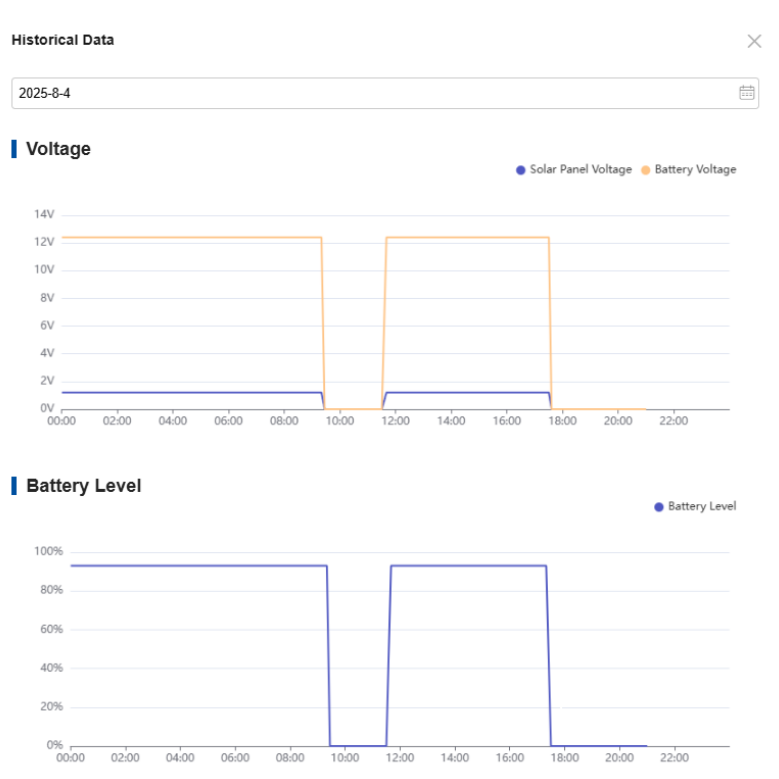 Historical Data
2025-8-4
Voltage
Solar Panel Voltage Battery Voltage
14V
12V
10V
8V
6V
4V
2V
0V
00:00 02:00 04:00 06:00 08:00 10:00 12:00 14:00 16:00 18:00 20:00 22:00
Battery Level
Battery Level
100%
80%
60%
40%
20%
0%
00:00 02:00 04:00 06:00 08:00 10:00 12:00 14:00 16:00 18:00 20:00 22:00